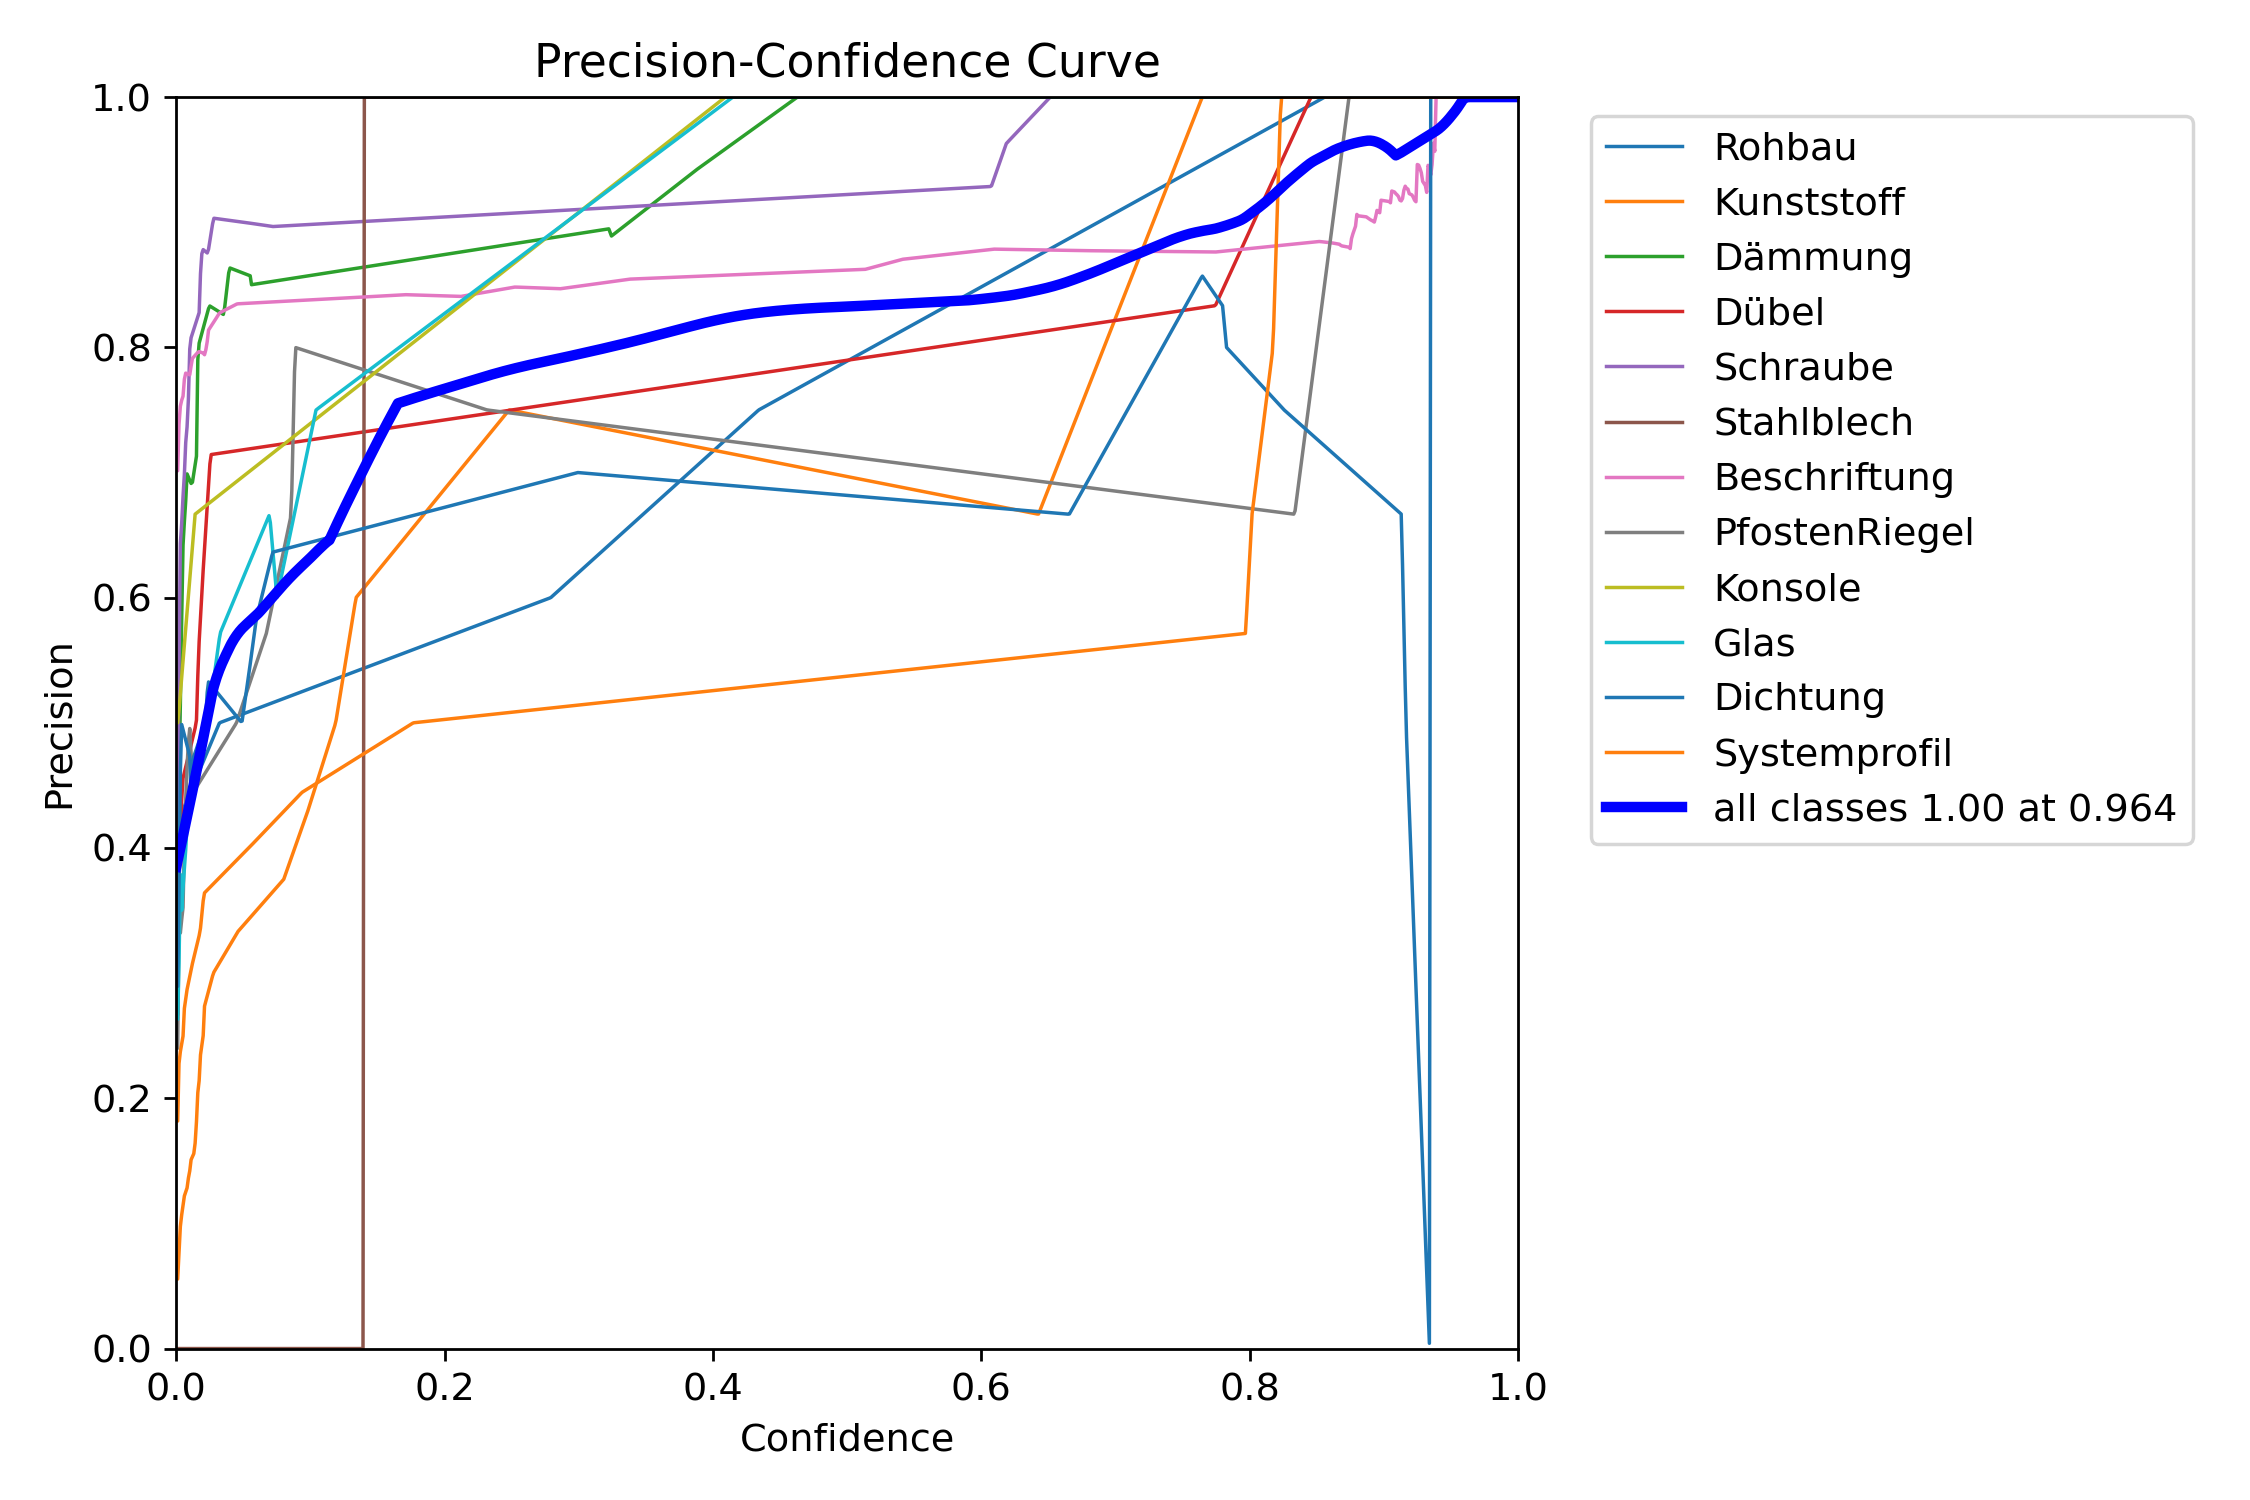 Precision-Confidence Curve
1.0
0.8
0.6
0.4
0.2
0.0
Precision
0.0 0.2 0.4 0.6 0.8 1.0
Confidence
Rohbau
Kunststoff
Dämmung
Dübel
Schraube
Stahlblech
Beschriftung
PfostenRiegel
Konsole
Glas
Dichtung
Systemprofil
all classes 1.00 at 0.964